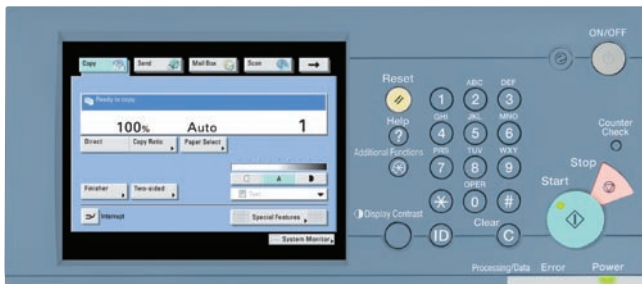 ON/OFF
Copy Send Mail Box Scan
Ready to copy.
100% Auto 1
Direct Copy Ratio Paper Select
A
Text
Finisher Two-sided
Interrupt Special Features
System Monitor
Reset
Help
?
Additional Functions
Display Contrast
ABC DEF
1 2 3
GHI JKL MNO
4 5 6
PRS TUV WXY
7 8 9
OPER
0 #
Clear
ID C
Counter
Check
Stop
Start
Processing/Data Error Power